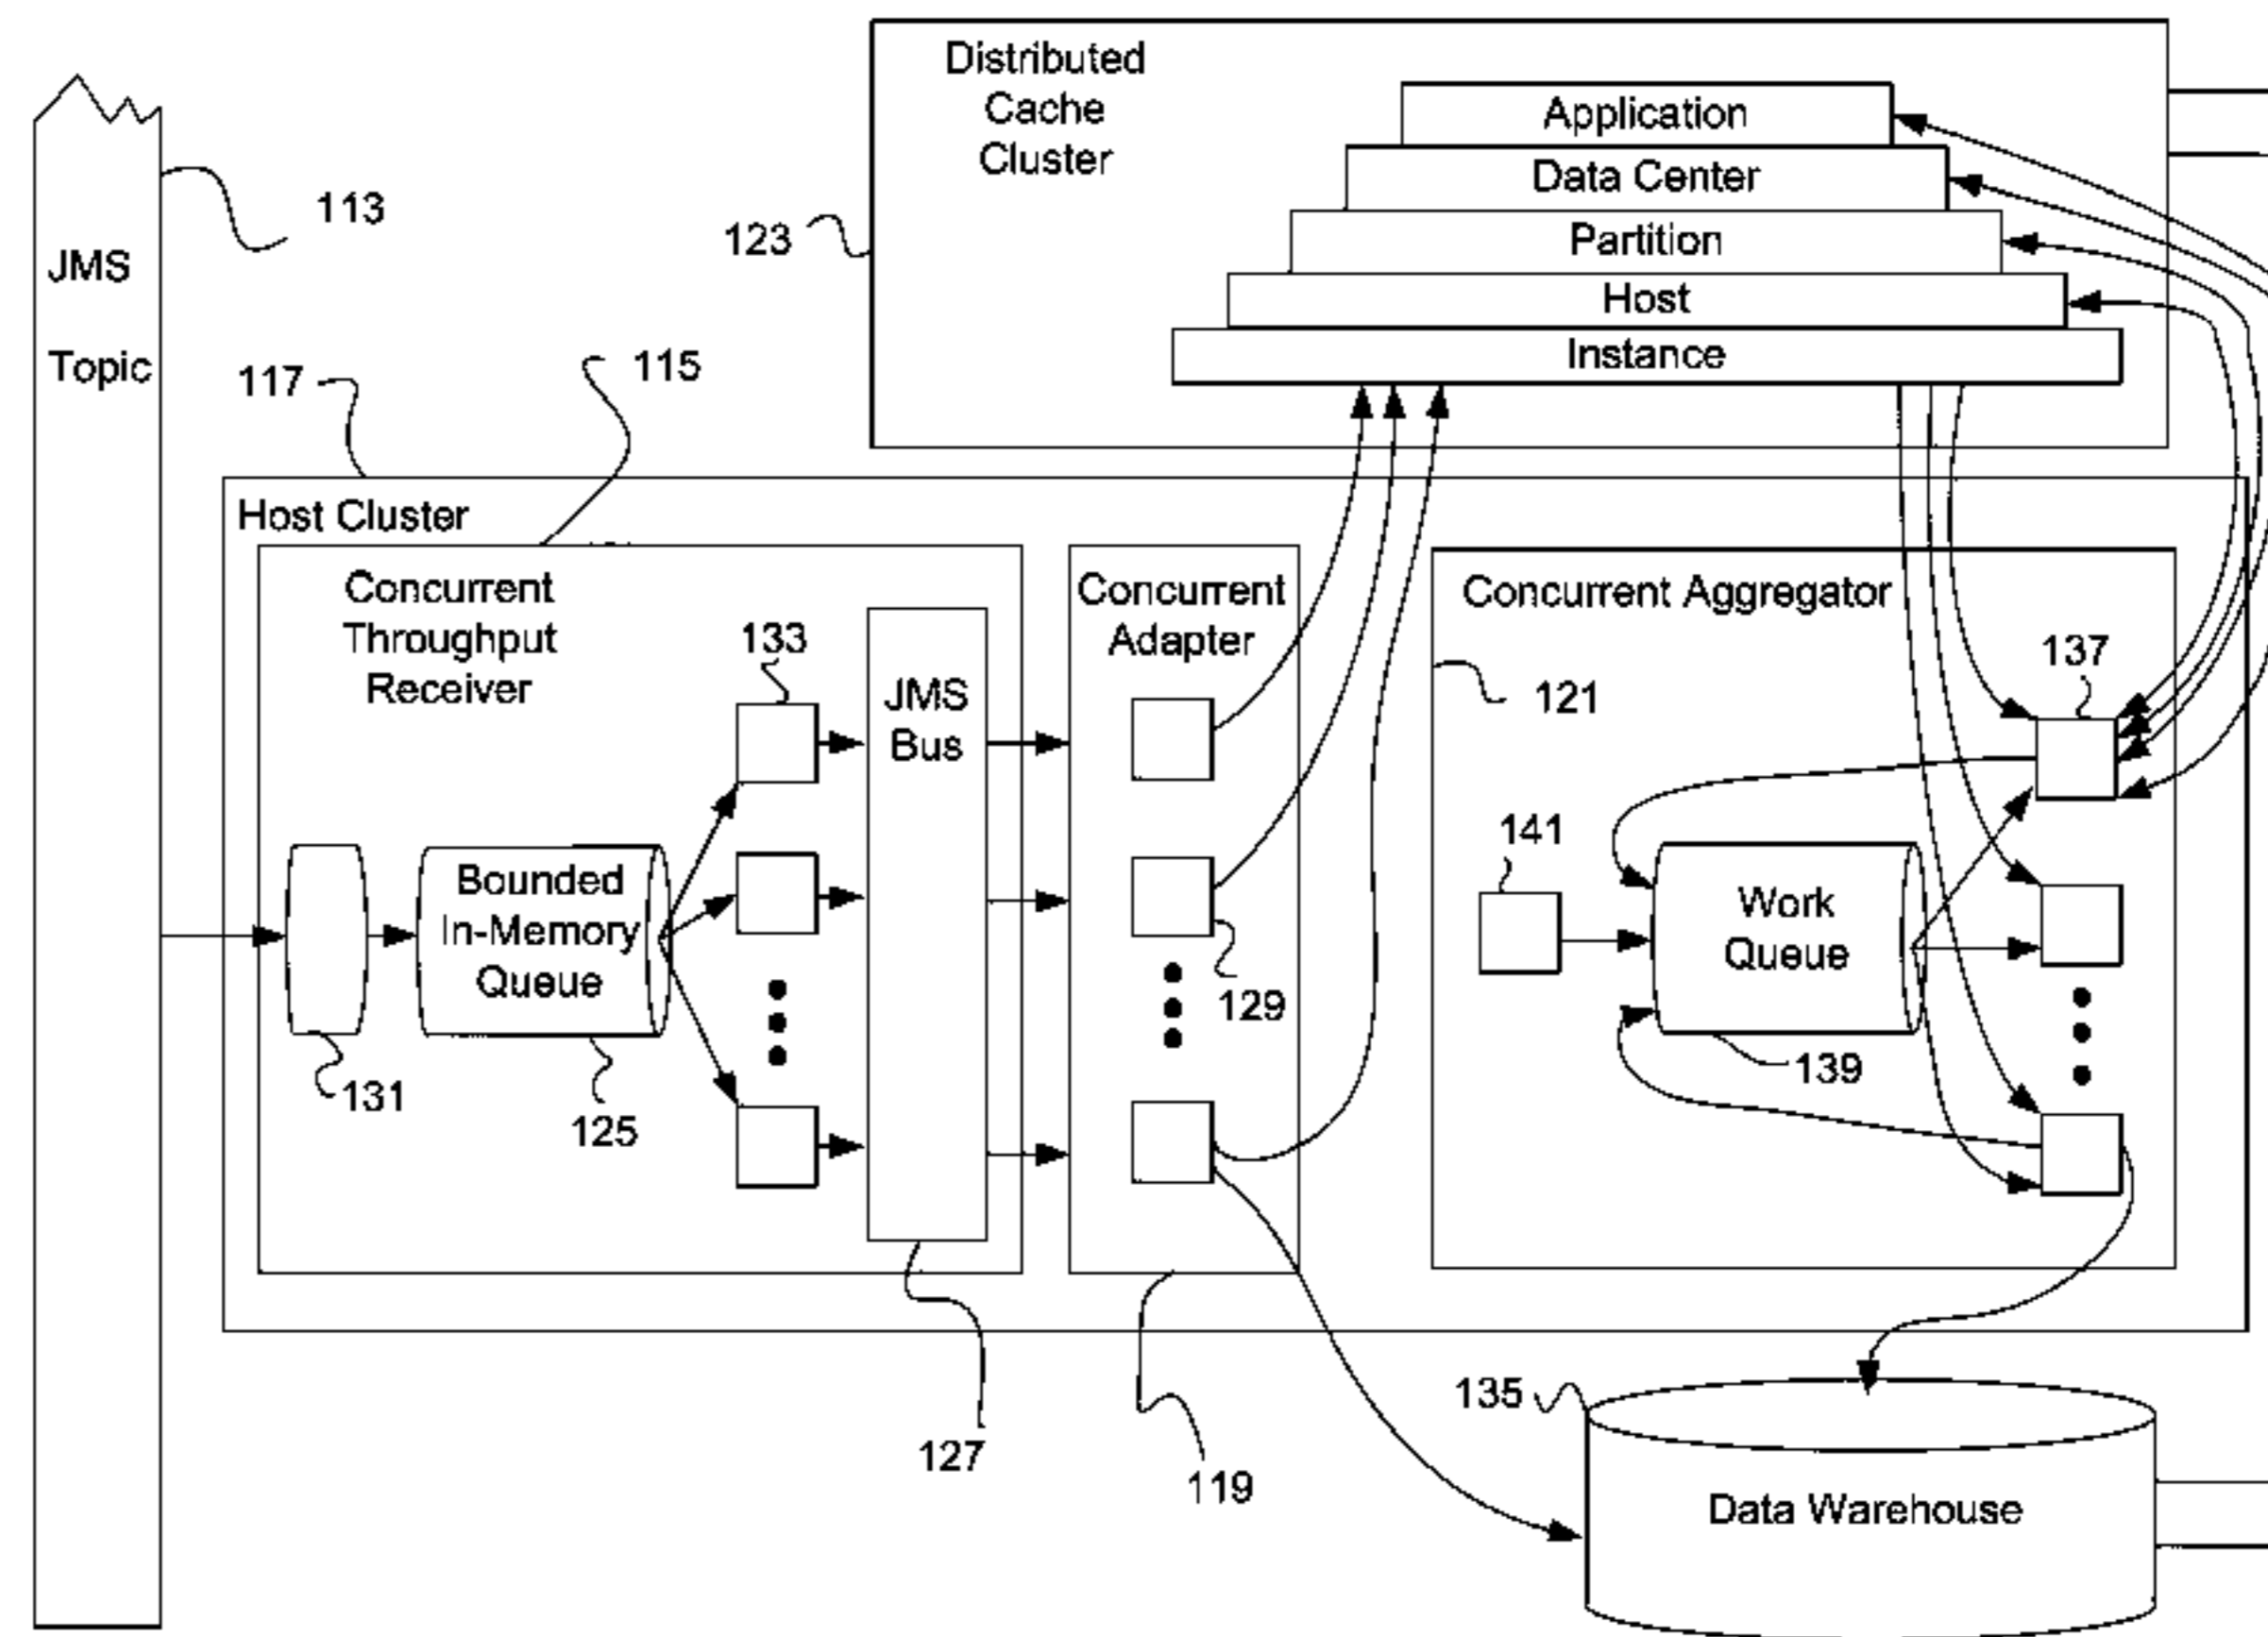 Distributed
Cache
Cluster
Application
Data Center
Partition
Host
Instance
123
113
JMS
Topic
117
115
Host Cluster
Concurrent
Throughput
Receiver
133
JMS
Bus
Concurrent
Adapter
Concurrent Aggregator
121
137
141
Bounded
In-Memory
Queue
Work
Queue
129
139
131
125
127
119
135
Data Warehouse